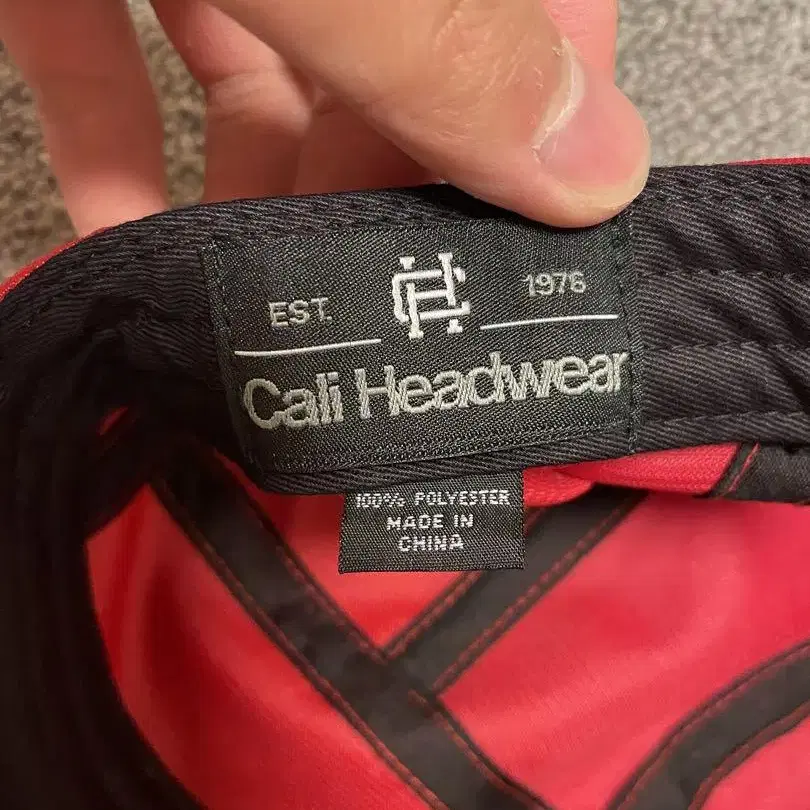 EST. CH 1976
Cali Headwear
100% POLYESTER
MADE IN
CHINA